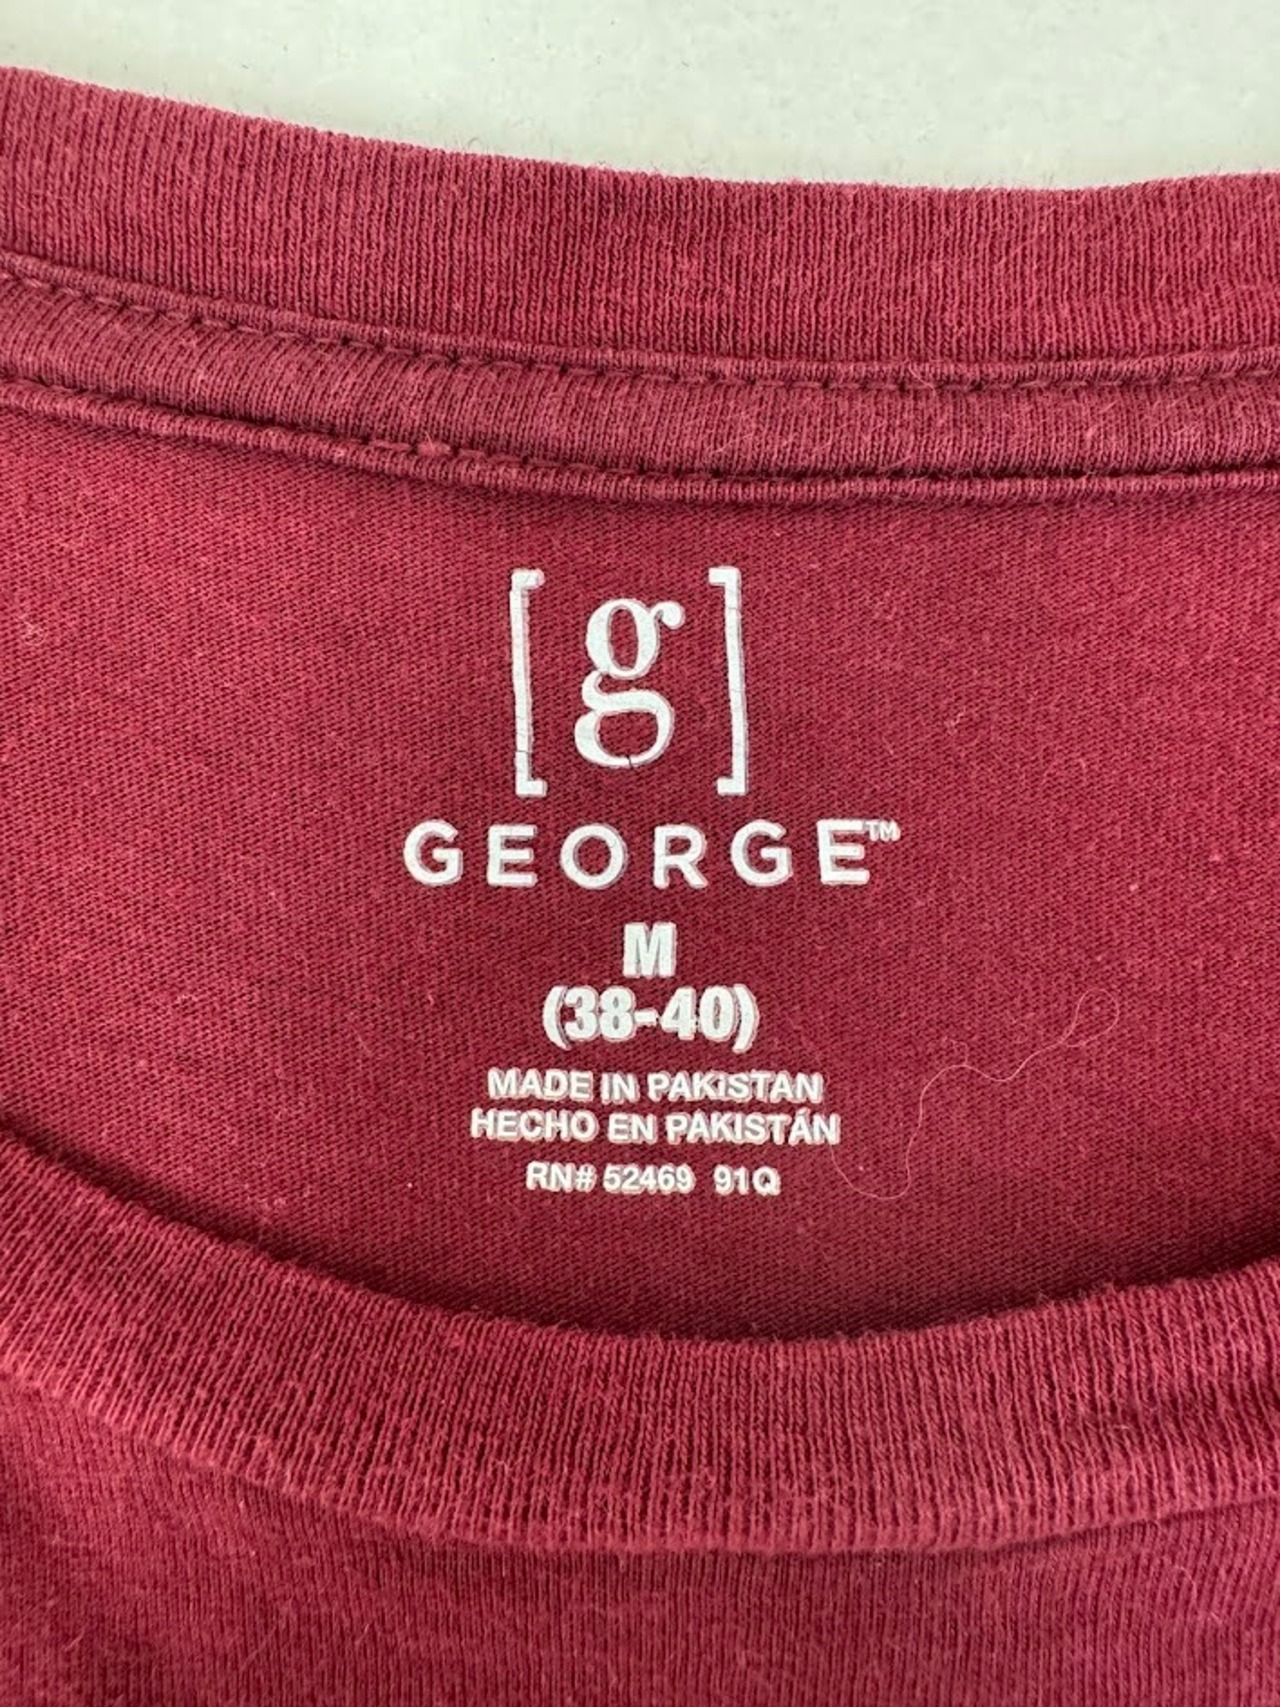 [g]
GEORGE™
M
(38-40)
MADE IN PAKISTAN
HECHO EN PAKISTÁN
RN# 52469 91Q